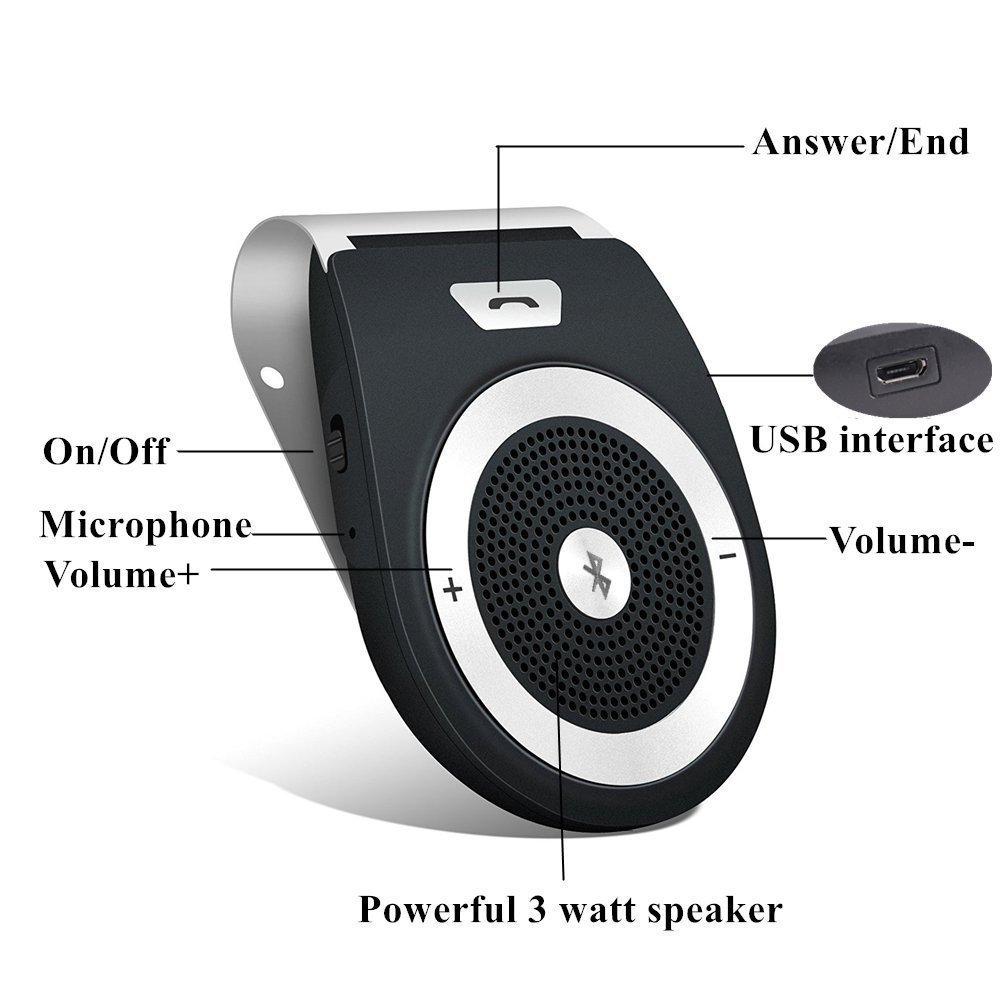 Answer/End
USB interface
On/Off
Microphone
Volume+
Volume-
+
-
Powerful 3 watt speaker